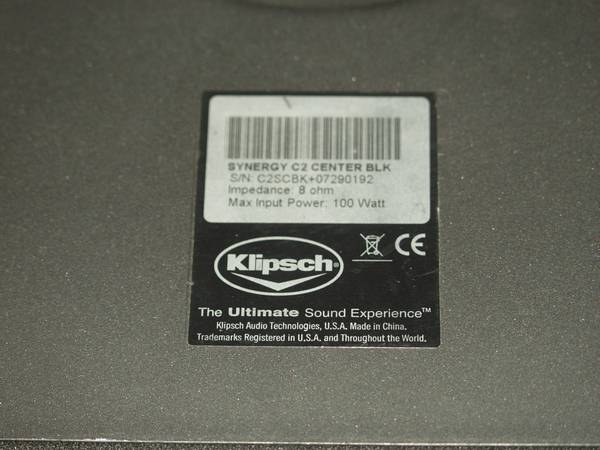 SYNERGY C2 CENTER BLK
S/N: C2SCBK+07290192
Impedance: 8 ohm
Max Input Power: 100 Watt
Klipsch®
CE
The Ultimate Sound Experience™
Klipsch Audio Technologies, U.S.A. Made in China.
Trademarks Registered in U.S.A. and Throughout the World.